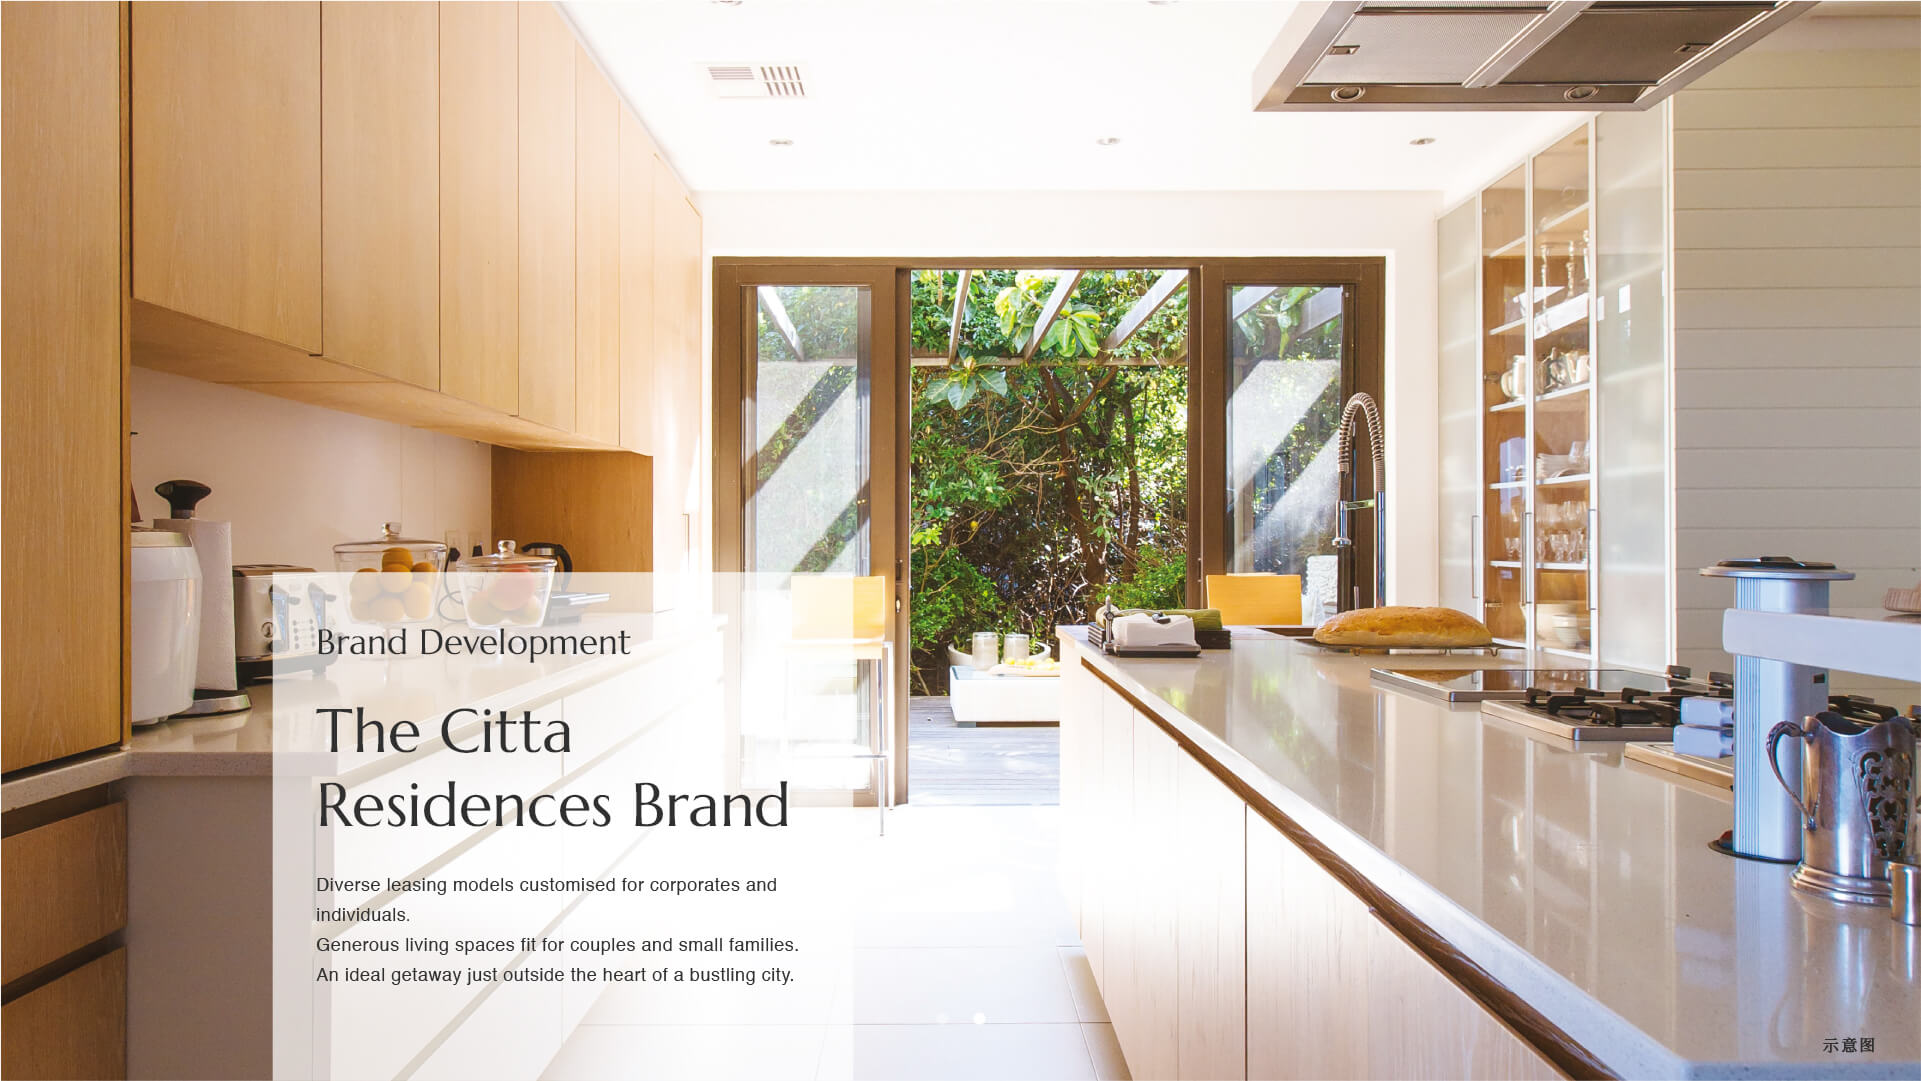 Brand Development
The Citta
Residences Brand
Diverse leasing models customised for corporates and
individuals.
Generous living spaces fit for couples and small families.
An ideal getaway just outside the heart of a bustling city.
示意图